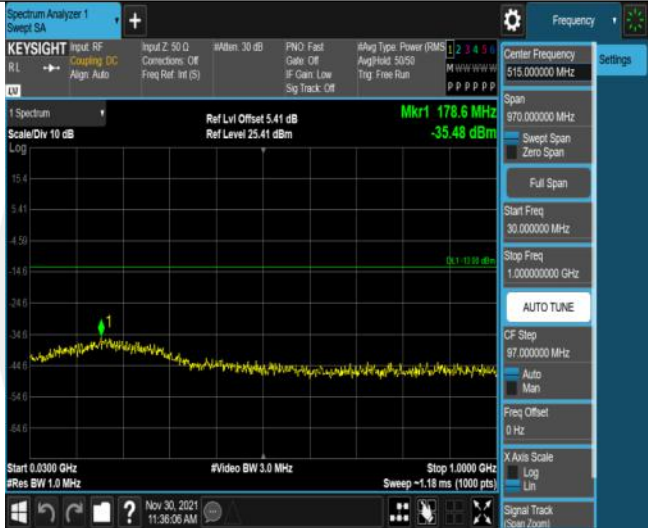 Spectrum Analyzer 1
Swept SA
+
Frequency
KEYSIGHT
RL
LV
Input: RF
Coupling: DC
Align: Auto
Input Z: 50 Ω
Corrections: Off
Freq Ref: Int (S)
#Atten: 30 dB
PNO: Fast
Gate: Off
IF Gain: Low
Sig Track: Off
#Avg Type: Power (RMS
Avg|Hold: 50/50
Trig: Free Run
1 2 3 4 5 6
M W W W W W
P P P P P P
Settings
1 Spectrum
Scale/Div 10 dB
Log
Ref Lvl Offset 5.41 dB
Ref Level 25.41 dBm
Mkr1 178.6 MHz
-35.48 dBm
15.4
5.41
-4.59
-14.6
-24.6
-34.6
-44.6
-54.6
-64.6
DL1 -13.00 dBm
1
Start 0.0300 GHz
#Res BW 1.0 MHz
#Video BW 3.0 MHz
Stop 1.0000 GHz
Sweep ~1.18 ms (1000 pts)
Center Frequency
515.000000 MHz
Span
970.000000 MHz
Swept Span
Zero Span
Full Span
Start Freq
30.000000 MHz
Stop Freq
1.000000000 GHz
AUTO TUNE
CF Step
97.000000 MHz
Auto
Man
Freq Offset
0 Hz
X Axis Scale
Log
Lin
Signal Track
(Span Zoom)
?
Nov 30, 2021
11:36:06 AM